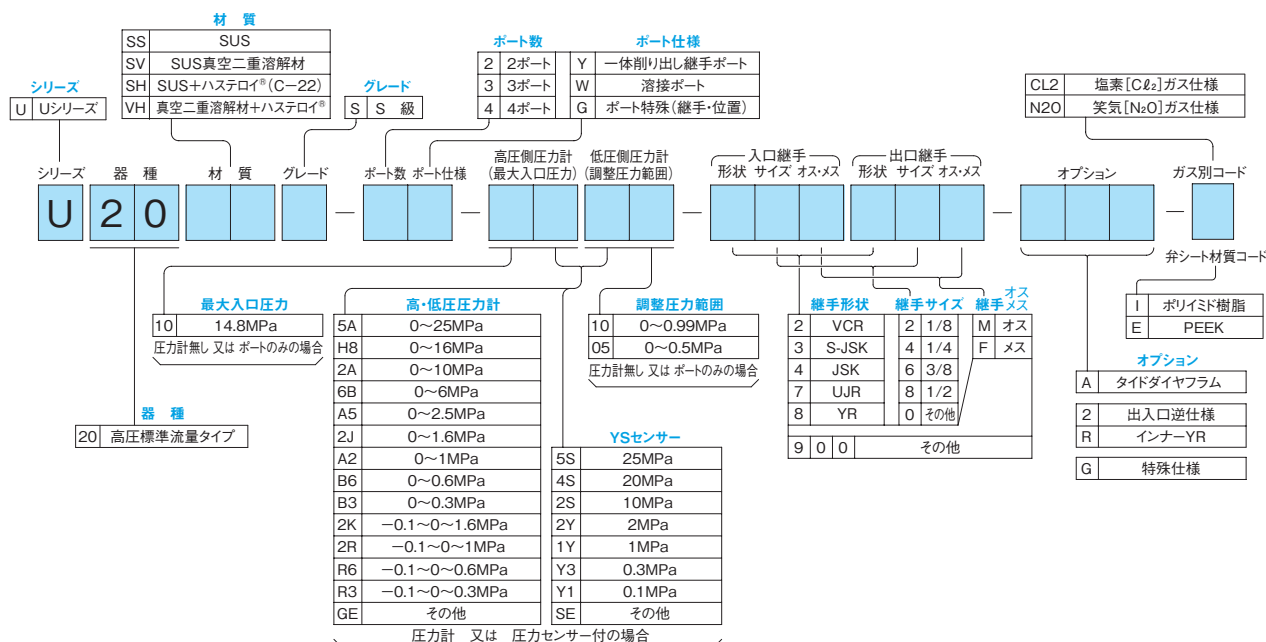 材 質
SS SUS
SV SUS真空二重溶解材
SH SUS+ハステロイ®(C-22)
VH 真空二重溶解材+ハステロイ®
シリーズ
U Uシリーズ
グレード
S S 級
ポート数
2 2ポート
3 3ポート
4 4ポート
ポート仕様
Y 一体削り出し継手ポート
W 溶接ポート
G ポート特殊(継手・位置)
CL2 塩素[Cℓ₂]ガス仕様
N20 笑気[N₂O]ガス仕様
シリーズ 器 種 材 質 グレード ポート数 ポート仕様
高圧側圧力計
(最大入口圧力)
低圧側圧力計
(調整圧力範囲)
入口継手
形状 サイズ オス・メス
出口継手
形状 サイズ オス・メス
オプション
ガス別コード
U 2 0 — — — — —
弁シート材質コード
I ポリイミド樹脂
E PEEK
最大入口圧力
10 14.8MPa
圧力計無し 又は ポートのみの場合
器 種
20 高圧標準流量タイプ
高・低圧圧力計
5A 0〜25MPa
H8 0〜16MPa
2A 0〜10MPa
6B 0〜6MPa
A5 0〜2.5MPa
2J 0〜1.6MPa
A2 0〜1MPa
B6 0〜0.6MPa
B3 0〜0.3MPa
2K −0.1〜0〜1.6MPa
2R −0.1〜0〜1MPa
R6 −0.1〜0〜0.6MPa
R3 −0.1〜0〜0.3MPa
GE その他
YSセンサー
5S 25MPa
4S 20MPa
2S 10MPa
2Y 2MPa
1Y 1MPa
Y3 0.3MPa
Y1 0.1MPa
SE その他
圧力計 又は 圧力センサー付の場合
調整圧力範囲
10 0〜0.99MPa
05 0〜0.5MPa
圧力計無し 又は ポートのみの場合
継手形状
2 VCR
3 S-JSK
4 JSK
7 UJR
8 YR
継手サイズ
2 1/8
4 1/4
6 3/8
8 1/2
0 その他
継手オスメス
M オス
F メス
9 0 0 その他
オプション
A タイドダイヤフラム
2 出入口逆仕様
R インナーYR
G 特殊仕様